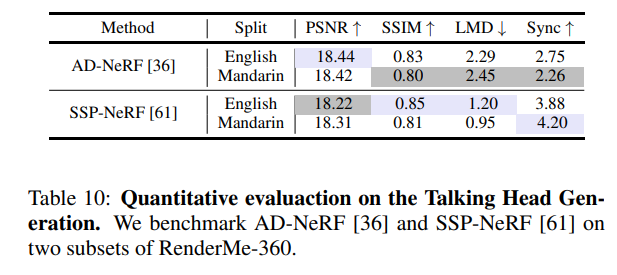 Method Split PSNR ↑ SSIM ↑ LMD ↓ Sync ↑
AD-NeRF [36] English 18.44 0.83 2.29 2.75
Mandarin 18.42 0.80 2.45 2.26
SSP-NeRF [61] English 18.22 0.85 1.20 3.88
Mandarin 18.31 0.81 0.95 4.20
Table 10: Quantitative evaluaction on the Talking Head Gen-
eration. We benchmark AD-NeRF [36] and SSP-NeRF [61] on
two subsets of RenderMe-360.